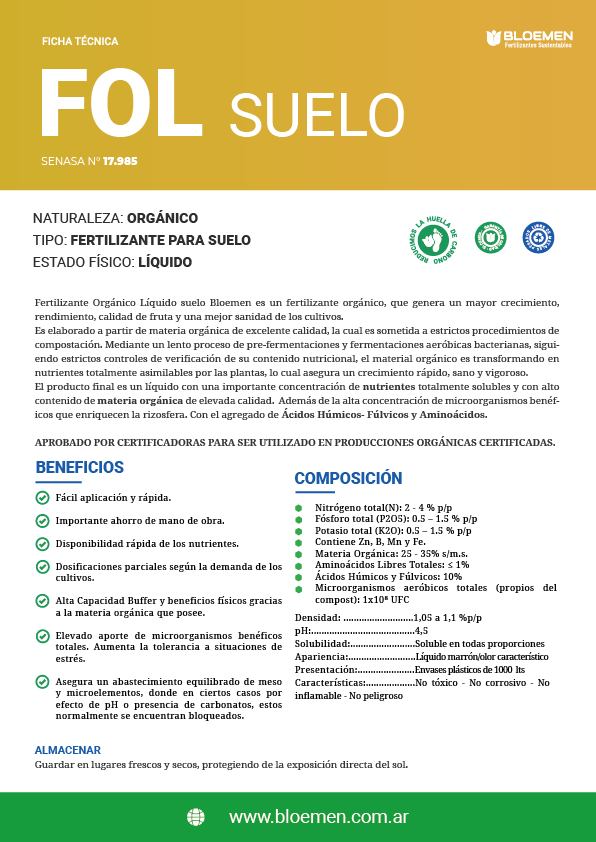 FICHA TÉCNICA
BLOEMEN
Fertilizantes Sustentables
FOL SUELO
SENASA Nº 17.985
NATURALEZA: ORGÁNICO
TIPO: FERTILIZANTE PARA SUELO
ESTADO FÍSICO: LÍQUIDO
REDUCIMOS LA HUELLA DE CARBONO
Fertilizante Orgánico Líquido suelo Bloemen es un fertilizante orgánico, que genera un mayor crecimiento,
rendimiento, calidad de fruta y una mejor sanidad de los cultivos.
Es elaborado a partir de materia orgánica de excelente calidad, la cual es sometida a estrictos procedimientos de
compostación. Mediante un lento proceso de pre-fermentaciones y fermentaciones aeróbicas bacterianas, sigui-
endo estrictos controles de verificación de su contenido nutricional, el material orgánico es transformando en
nutrientes totalmente asimilables por las plantas, lo cual asegura un crecimiento rápido, sano y vigoroso.
El producto final es un líquido con una importante concentración de nutrientes totalmente solubles y con alto
contenido de materia orgánica de elevada calidad. Además de la alta concentración de microorganismos benéf-
icos que enriquecen la rizosfera. Con el agregado de Ácidos Húmicos- Fúlvicos y Aminoácidos.
APROBADO POR CERTIFICADORAS PARA SER UTILIZADO EN PRODUCCIONES ORGÁNICAS CERTIFICADAS.
BENEFICIOS
Fácil aplicación y rápida.
Importante ahorro de mano de obra.
Disponibilidad rápida de los nutrientes.
Dosificaciones parciales según la demanda de los
cultivos.
Alta Capacidad Buffer y beneficios físicos gracias
a la materia orgánica que posee.
Elevado aporte de microorganismos benéficos
totales. Aumenta la tolerancia a situaciones de
estrés.
Asegura un abastecimiento equilibrado de meso
y microelementos, donde en ciertos casos por
efecto de pH o presencia de carbonatos, estos
normalmente se encuentran bloqueados.
COMPOSICIÓN
Nitrógeno total(N): 2 - 4 % p/p
Fósforo total (P2O5): 0.5 – 1.5 % p/p
Potasio total (K2O): 0.5 – 1.5 % p/p
Contiene Zn, B, Mn y Fe.
Materia Orgánica: 25 - 35% s/m.s.
Aminoácidos Libres Totales: ≤ 1%
Ácidos Húmicos y Fúlvicos: 10%
Microorganismos aeróbicos totales (propios del
compost): 1x10⁸ UFC
Densidad: ...........................1,05 a 1,1 %p/p
pH:........................................4,5
Solubilidad:.........................Soluble en todas proporciones
Apariencia:..........................Líquido marrón/olor característico
Presentación:......................Envases plásticos de 1000 lts
Características:...................No tóxico - No corrosivo - No
inflamable - No peligroso
ALMACENAR
Guardar en lugares frescos y secos, protegiendo de la exposición directa del sol.
www.bloemen.com.ar